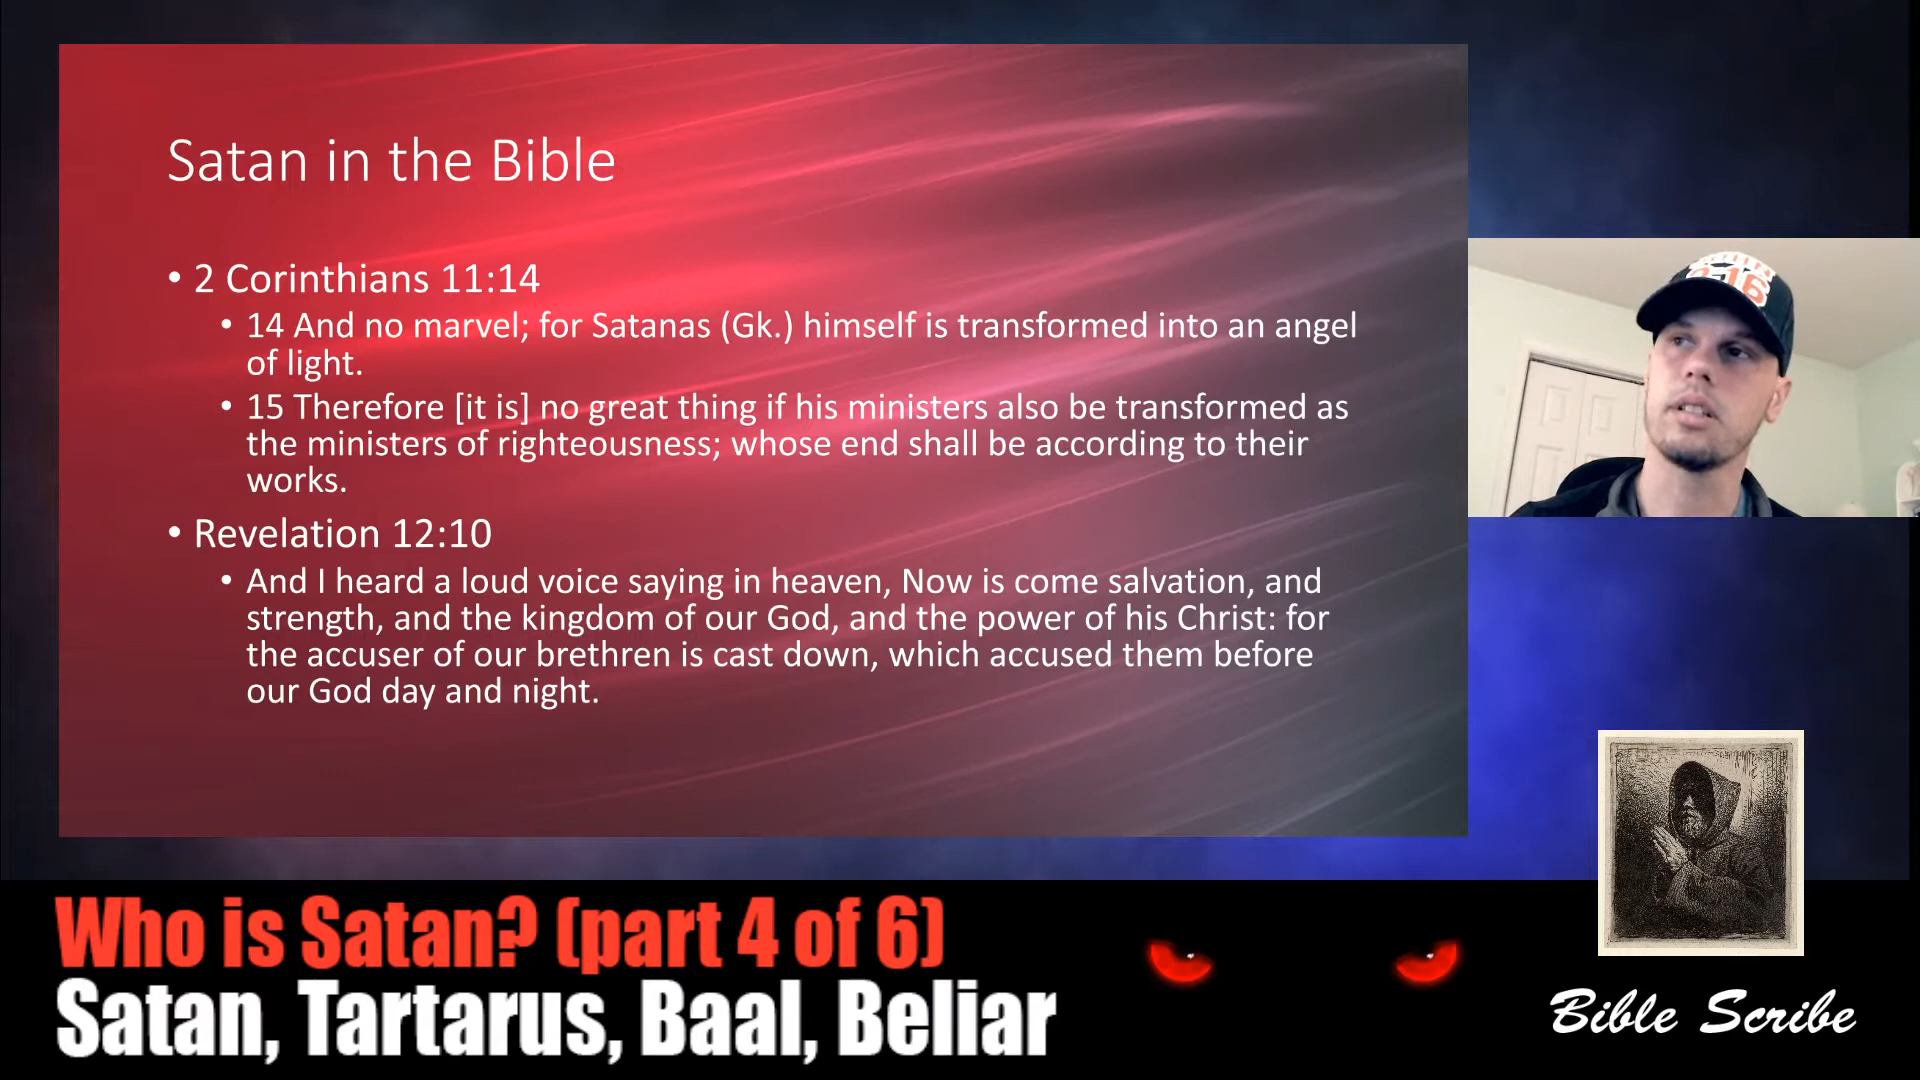 Satan in the Bible
• 2 Corinthians 11:14
• 14 And no marvel; for Satanas (Gk.) himself is transformed into an angel
of light.
• 15 Therefore [it is] no great thing if his ministers also be transformed as
the ministers of righteousness; whose end shall be according to their
works.
• Revelation 12:10
• And I heard a loud voice saying in heaven, Now is come salvation, and
strength, and the kingdom of our God, and the power of his Christ: for
the accuser of our brethren is cast down, which accused them before
our God day and night.
Who is Satan? (part 4 of 6)
Satan, Tartarus, Baal, Beliar
Bible Scribe